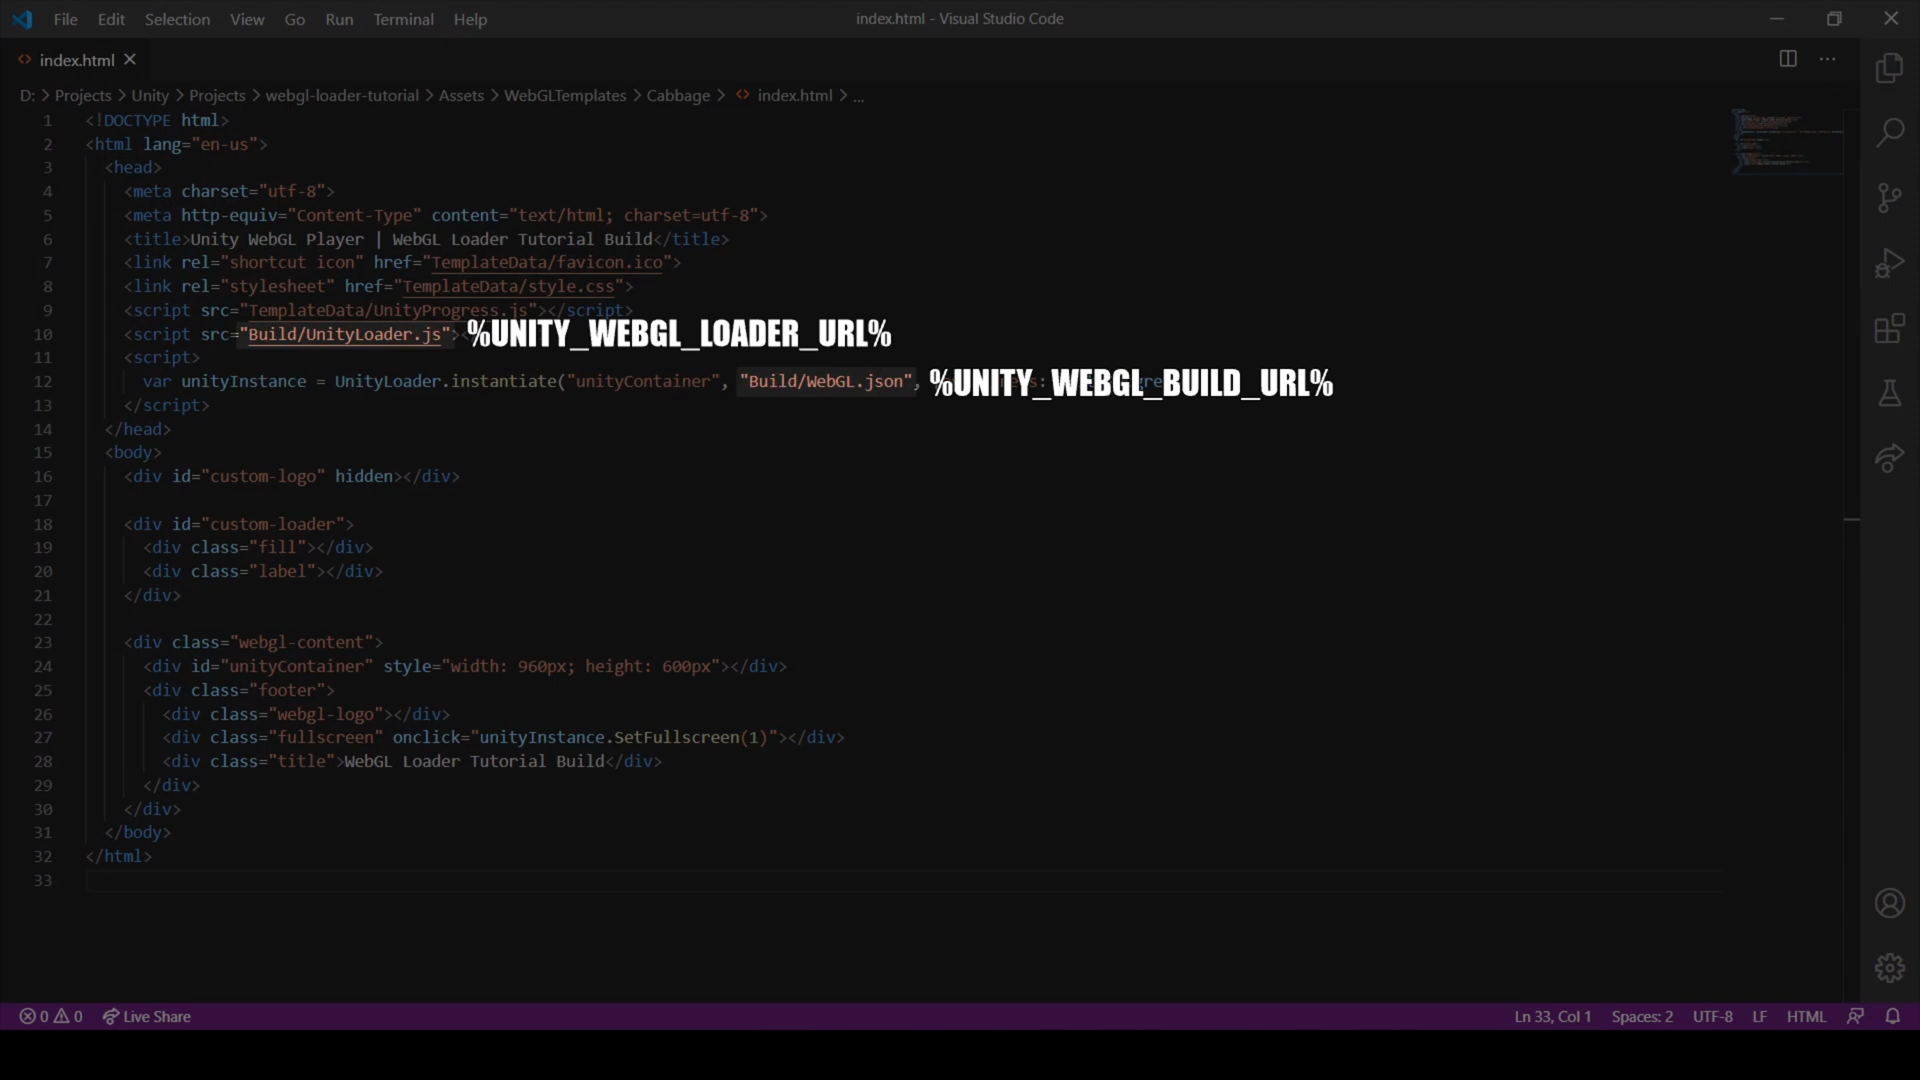 File Edit Selection View Go Run Terminal Help index.html - Visual Studio Code
index.html
D: > Projects > Unity > Projects > webgl-loader-tutorial > Assets > WebGLTemplates > Cabbage > index.html > ...
1 <!DOCTYPE html>
2 <html lang="en-us">
3 <head>
4 <meta charset="utf-8">
5 <meta http-equiv="Content-Type" content="text/html; charset=utf-8">
6 <title>Unity WebGL Player | WebGL Loader Tutorial Build</title>
7 <link rel="shortcut icon" href="TemplateData/favicon.ico">
8 <link rel="stylesheet" href="TemplateData/style.css">
9 <script src="TemplateData/UnityProgress.js"></script>
10 <script src="Build/UnityLoader.js"> %UNITY_WEBGL_LOADER_URL%
11 <script>
12 var unityInstance = UnityLoader.instantiate("unityContainer", "Build/WebGL.json", %UNITY_WEBGL_BUILD_URL%
13 </script>
14 </head>
15 <body>
16 <div id="custom-logo" hidden></div>
17
18 <div id="custom-loader">
19 <div class="fill"></div>
20 <div class="label"></div>
21 </div>
22
23 <div class="webgl-content">
24 <div id="unityContainer" style="width: 960px; height: 600px"></div>
25 <div class="footer">
26 <div class="webgl-logo"></div>
27 <div class="fullscreen" onclick="unityInstance.SetFullscreen(1)"></div>
28 <div class="title">WebGL Loader Tutorial Build</div>
29 </div>
30 </div>
31 </body>
32 </html>
33
0 0 Live Share Ln 33, Col 1 Spaces: 2 UTF-8 LF HTML